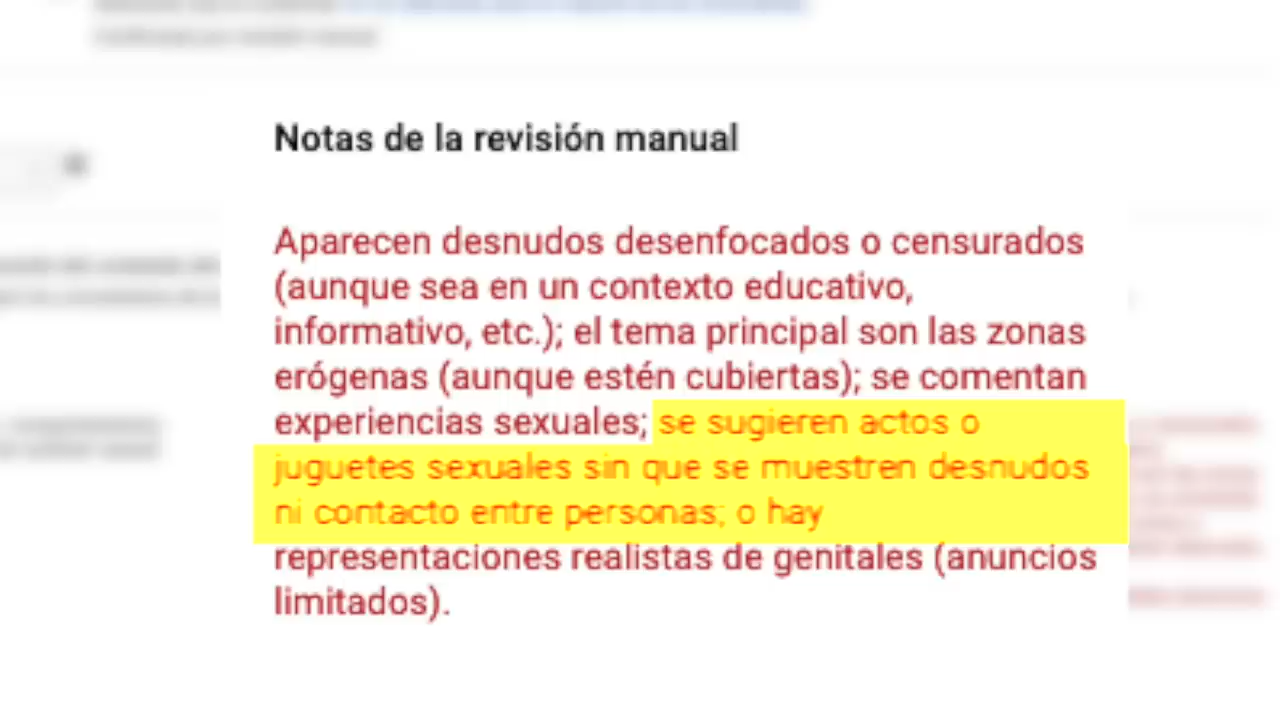 Notas de la revisión manual
Aparecen desnudos desenfocados o censurados
(aunque sea en un contexto educativo,
informativo, etc.); el tema principal son las zonas
erógenas (aunque estén cubiertas); se comentan
experiencias sexuales; se sugieren actos o
juguetes sexuales sin que se muestren desnudos
ni contacto entre personas; o hay
representaciones realistas de genitales (anuncios
limitados).